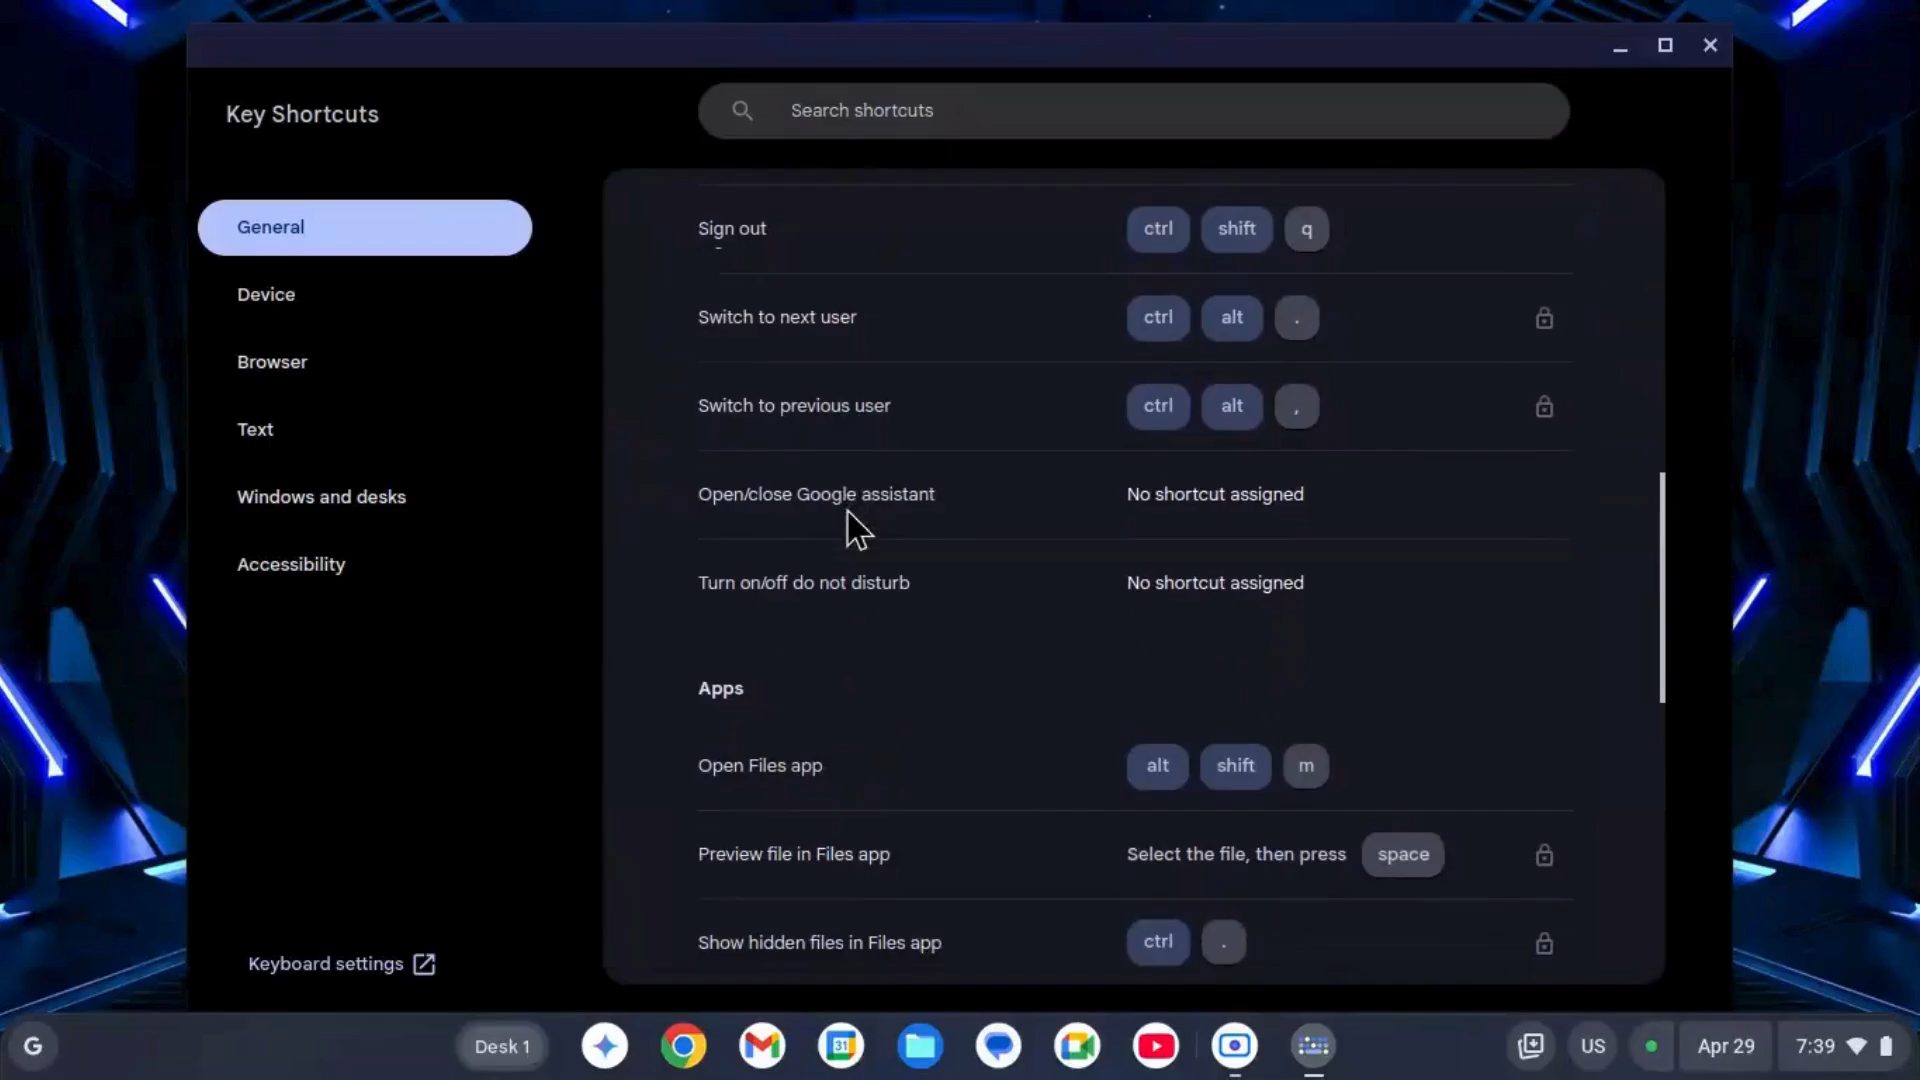 Key Shortcuts
Search shortcuts
General
Device
Browser
Text
Windows and desks
Accessibility
Keyboard settings
Sign out ctrl shift q
Switch to next user ctrl alt .
Switch to previous user ctrl alt ,
Open/close Google assistant No shortcut assigned
Turn on/off do not disturb No shortcut assigned
Apps
Open Files app alt shift m
Preview file in Files app Select the file, then press space
Show hidden files in Files app ctrl .
G Desk 1 31 US Apr 29 7:39